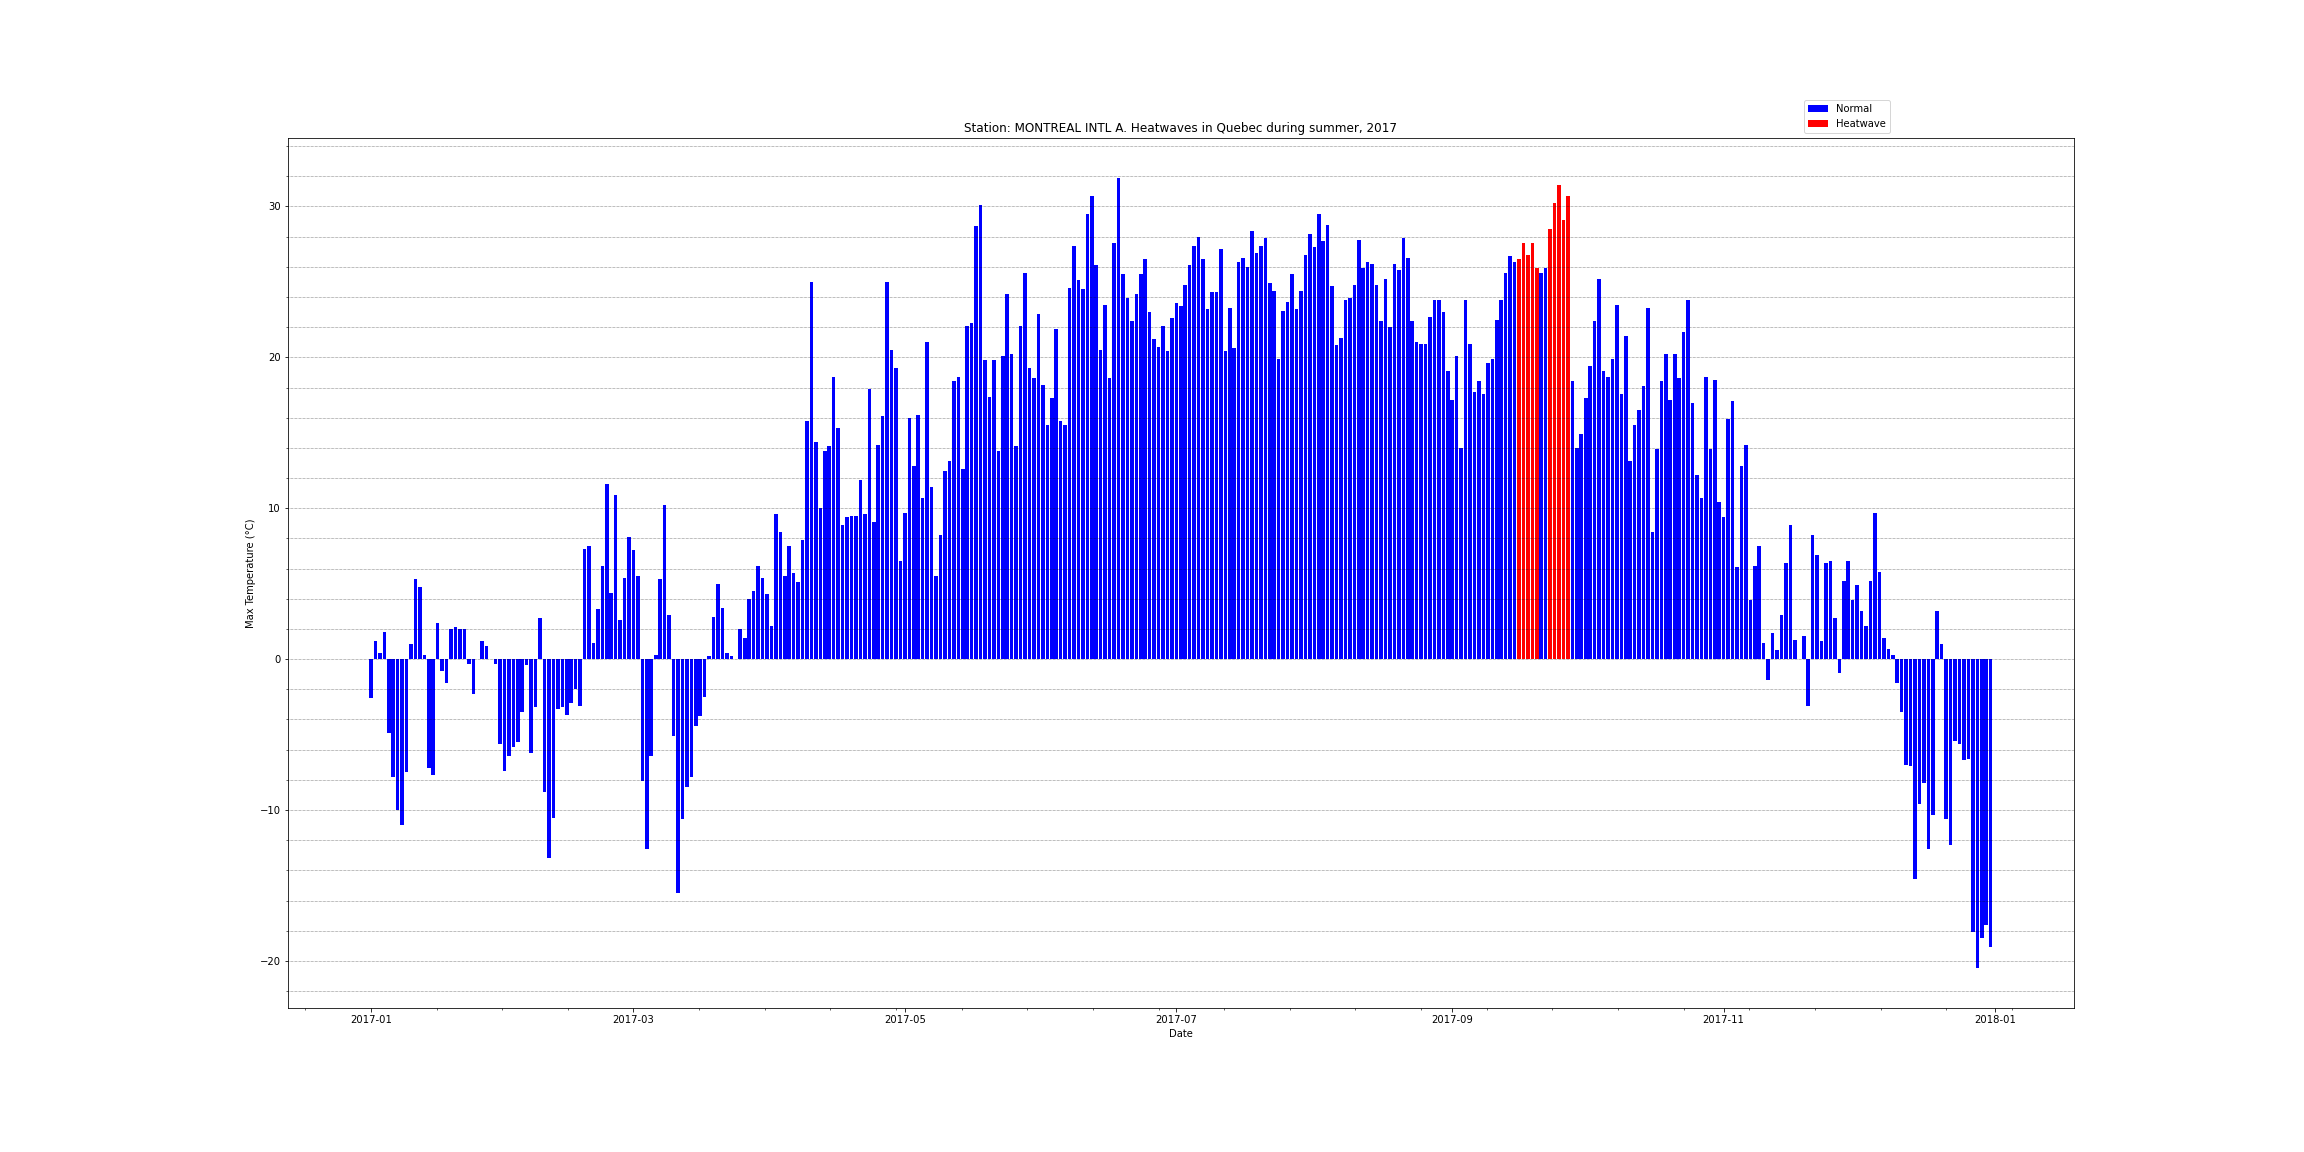 Normal
Heatwave
Station: MONTREAL INTL A. Heatwaves in Quebec during summer, 2017
30
20
10
0
−10
−20
Max Temperature (°C)
2017-01 2017-03 2017-05 2017-07 2017-09 2017-11 2018-01
Date